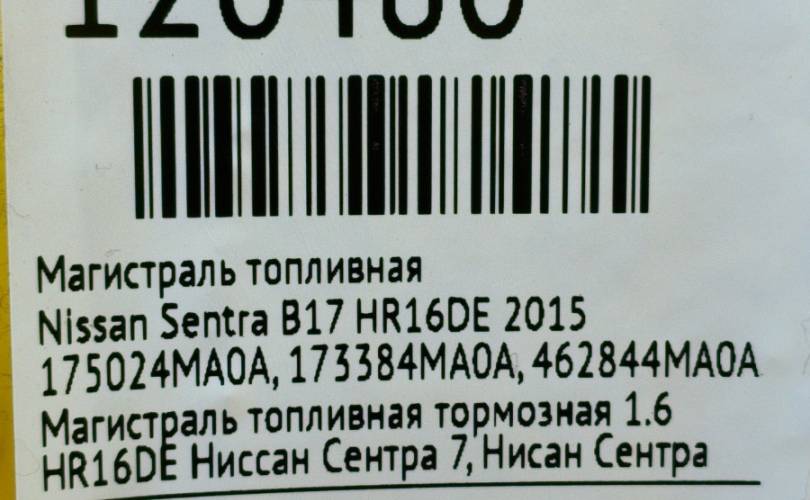 120480
Магистраль топливная
Nissan Sentra B17 HR16DE 2015
175024MA0A, 173384MA0A, 462844MA0A
Магистраль топливная тормозная 1.6
HR16DE Ниссан Сентра 7, Нисан Сентра